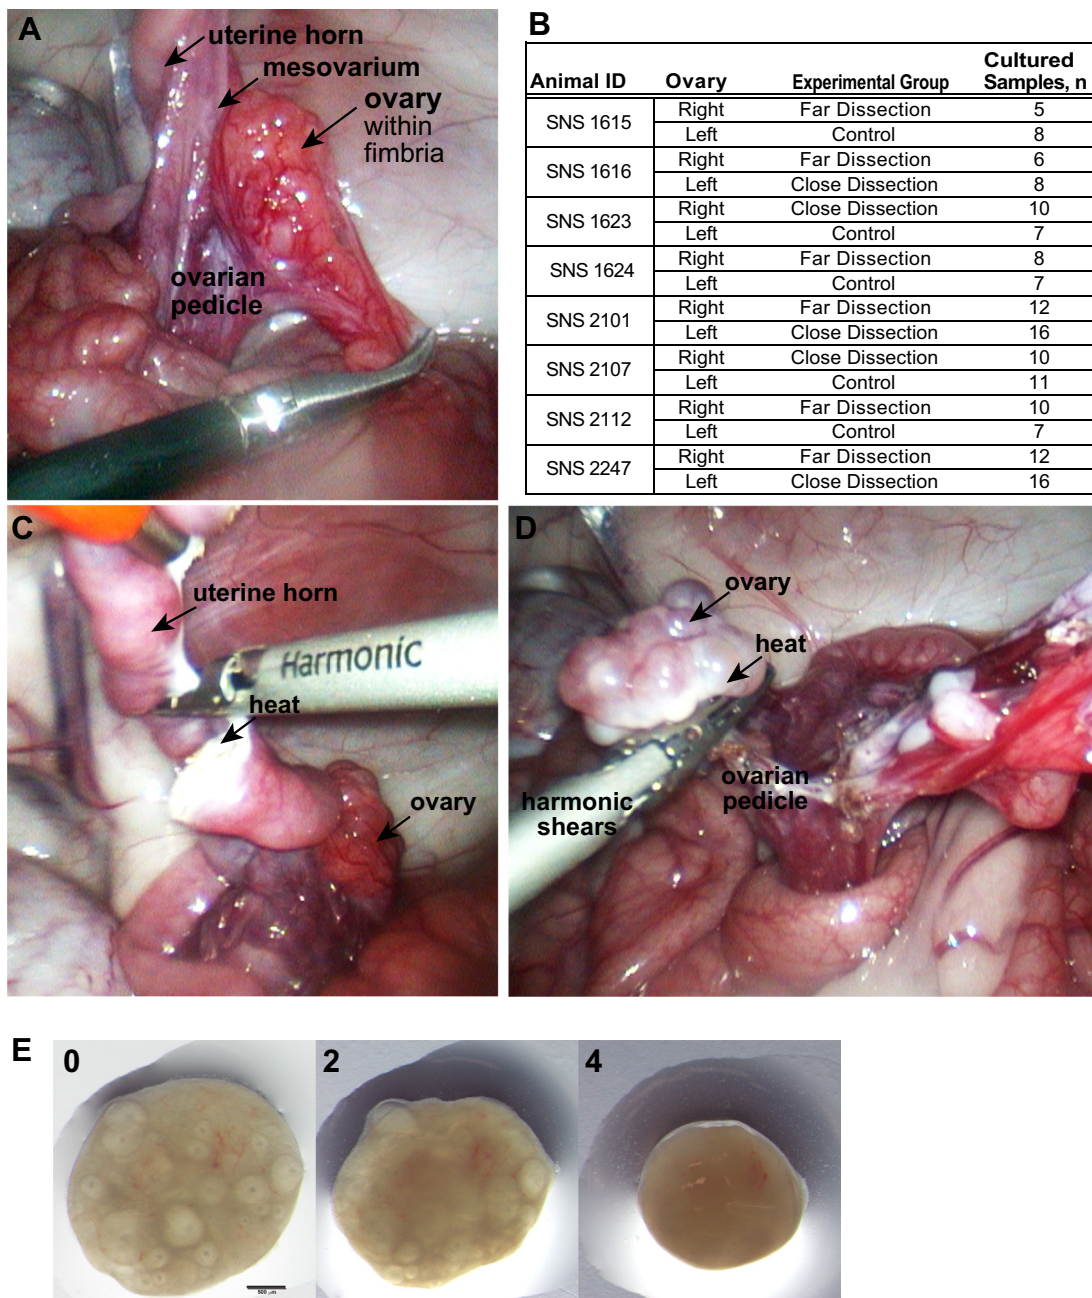 A
uterine horn
mesovarium
ovary
within
fimbria
ovarian
pedicle
B
Animal ID Ovary Experimental Group Cultured Samples, n
SNS 1615 Right Far Dissection 5
Left Control 8
SNS 1616 Right Far Dissection 6
Left Close Dissection 8
SNS 1623 Right Close Dissection 10
Left Control 7
SNS 1624 Right Far Dissection 8
Left Control 7
SNS 2101 Right Far Dissection 12
Left Close Dissection 16
SNS 2107 Right Close Dissection 10
Left Control 11
SNS 2112 Right Far Dissection 10
Left Control 7
SNS 2247 Right Far Dissection 12
Left Close Dissection 16
C
uterine horn
Harmonic
heat
ovary
D
ovary
heat
ovarian
pedicle
harmonic
shears
E
0
2
4
500 µm